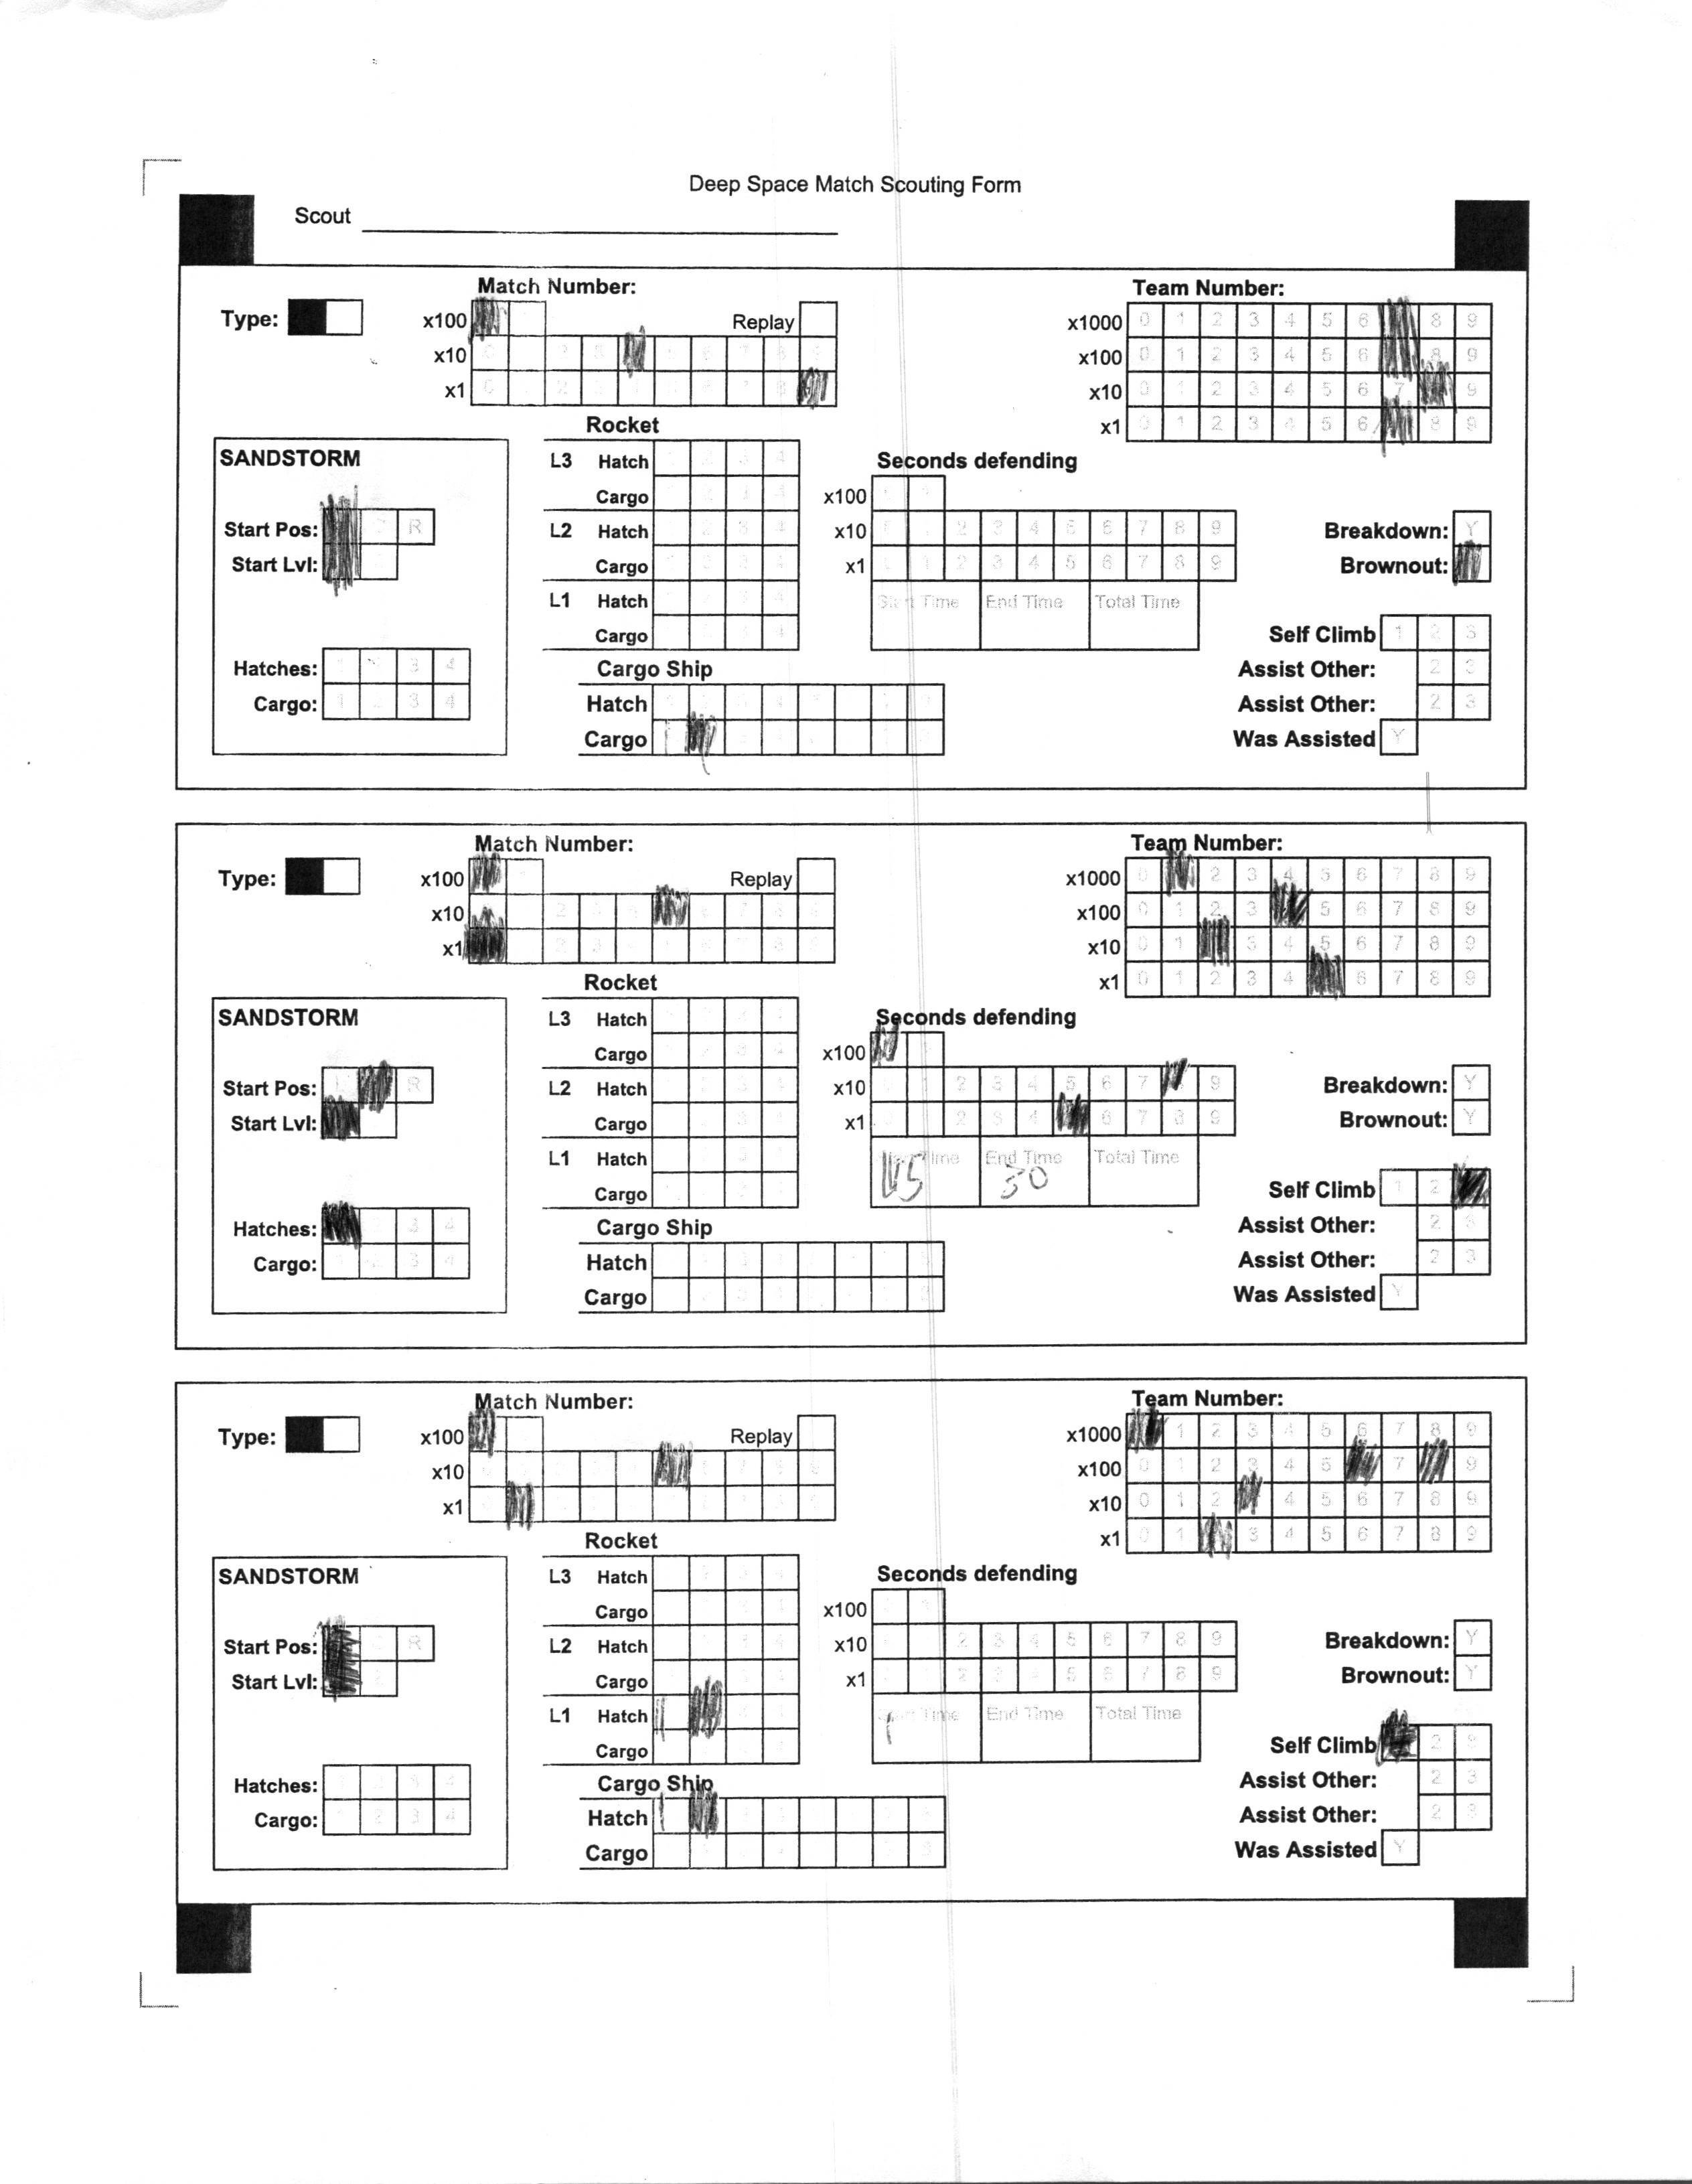 Deep Space Match Scouting Form
Scout
Match Number:
Team Number:
Type:
x100
Replay
x10
x1
x1000 0 1 2 3 4 5 6 8 9
x100 0 1 2 3 4 5 6 8 9
x10 0 1 2 3 4 5 6 7 9
x1 0 1 2 3 4 5 6 8 9
SANDSTORM
Start Pos: R
Start Lvl:
Hatches: 3 4
Cargo: 1 2 3 4
Rocket
L3 Hatch
Cargo
L2 Hatch
Cargo
L1 Hatch
Cargo
Cargo Ship
Hatch
Cargo
Seconds defending
x100
x10 2 3 4 5 6 7 8 9
x1 1 2 3 4 5 6 7 8 9
Start Time End Time Total Time
Breakdown: Y
Brownout:
Self Climb 1 2 3
Assist Other: 2 3
Assist Other: 2 3
Was Assisted Y
Match Number:
Team Number:
Type:
x100
Replay
x10
x1
x1000 0 2 3 4 5 6 7 8 9
x100 0 1 2 3 5 6 7 8 9
x10 0 1 3 4 5 6 7 8 9
x1 0 1 2 3 4 6 7 8 9
SANDSTORM
Start Pos: R
Start Lvl:
Hatches: 2 3 4
Cargo: 1 2 3 4
Rocket
L3 Hatch
Cargo
L2 Hatch
Cargo
L1 Hatch
Cargo
Cargo Ship
Hatch
Cargo
Seconds defending
x100
x10 2 3 4 5 6 7 9
x1 2 3 4 6 7 8 9
Time End Time Total Time
115 30
Breakdown: Y
Brownout: Y
Self Climb 1 2
Assist Other: 2 3
Assist Other: 2 3
Was Assisted Y
Match Number:
Team Number:
Type:
x100
Replay
x10
x1
x1000 1 2 3 4 5 6 7 8 9
x100 0 1 2 3 4 5 7 9
x10 0 1 2 4 5 6 7 8 9
x1 0 1 3 4 5 6 7 8 9
SANDSTORM
Start Pos: R
Start Lvl: 2
Hatches: 1 2 3 4
Cargo: 1 2 3 4
Rocket
L3 Hatch
Cargo
L2 Hatch
Cargo
L1 Hatch
Cargo
Cargo Ship
Hatch
Cargo
Seconds defending
x100
x10 2 3 4 5 6 7 8 9
x1 2 3 4 5 6 7 8 9
Start Time End Time Total Time
Breakdown: Y
Brownout: Y
Self Climb 2 3
Assist Other: 2 3
Assist Other: 2 3
Was Assisted Y